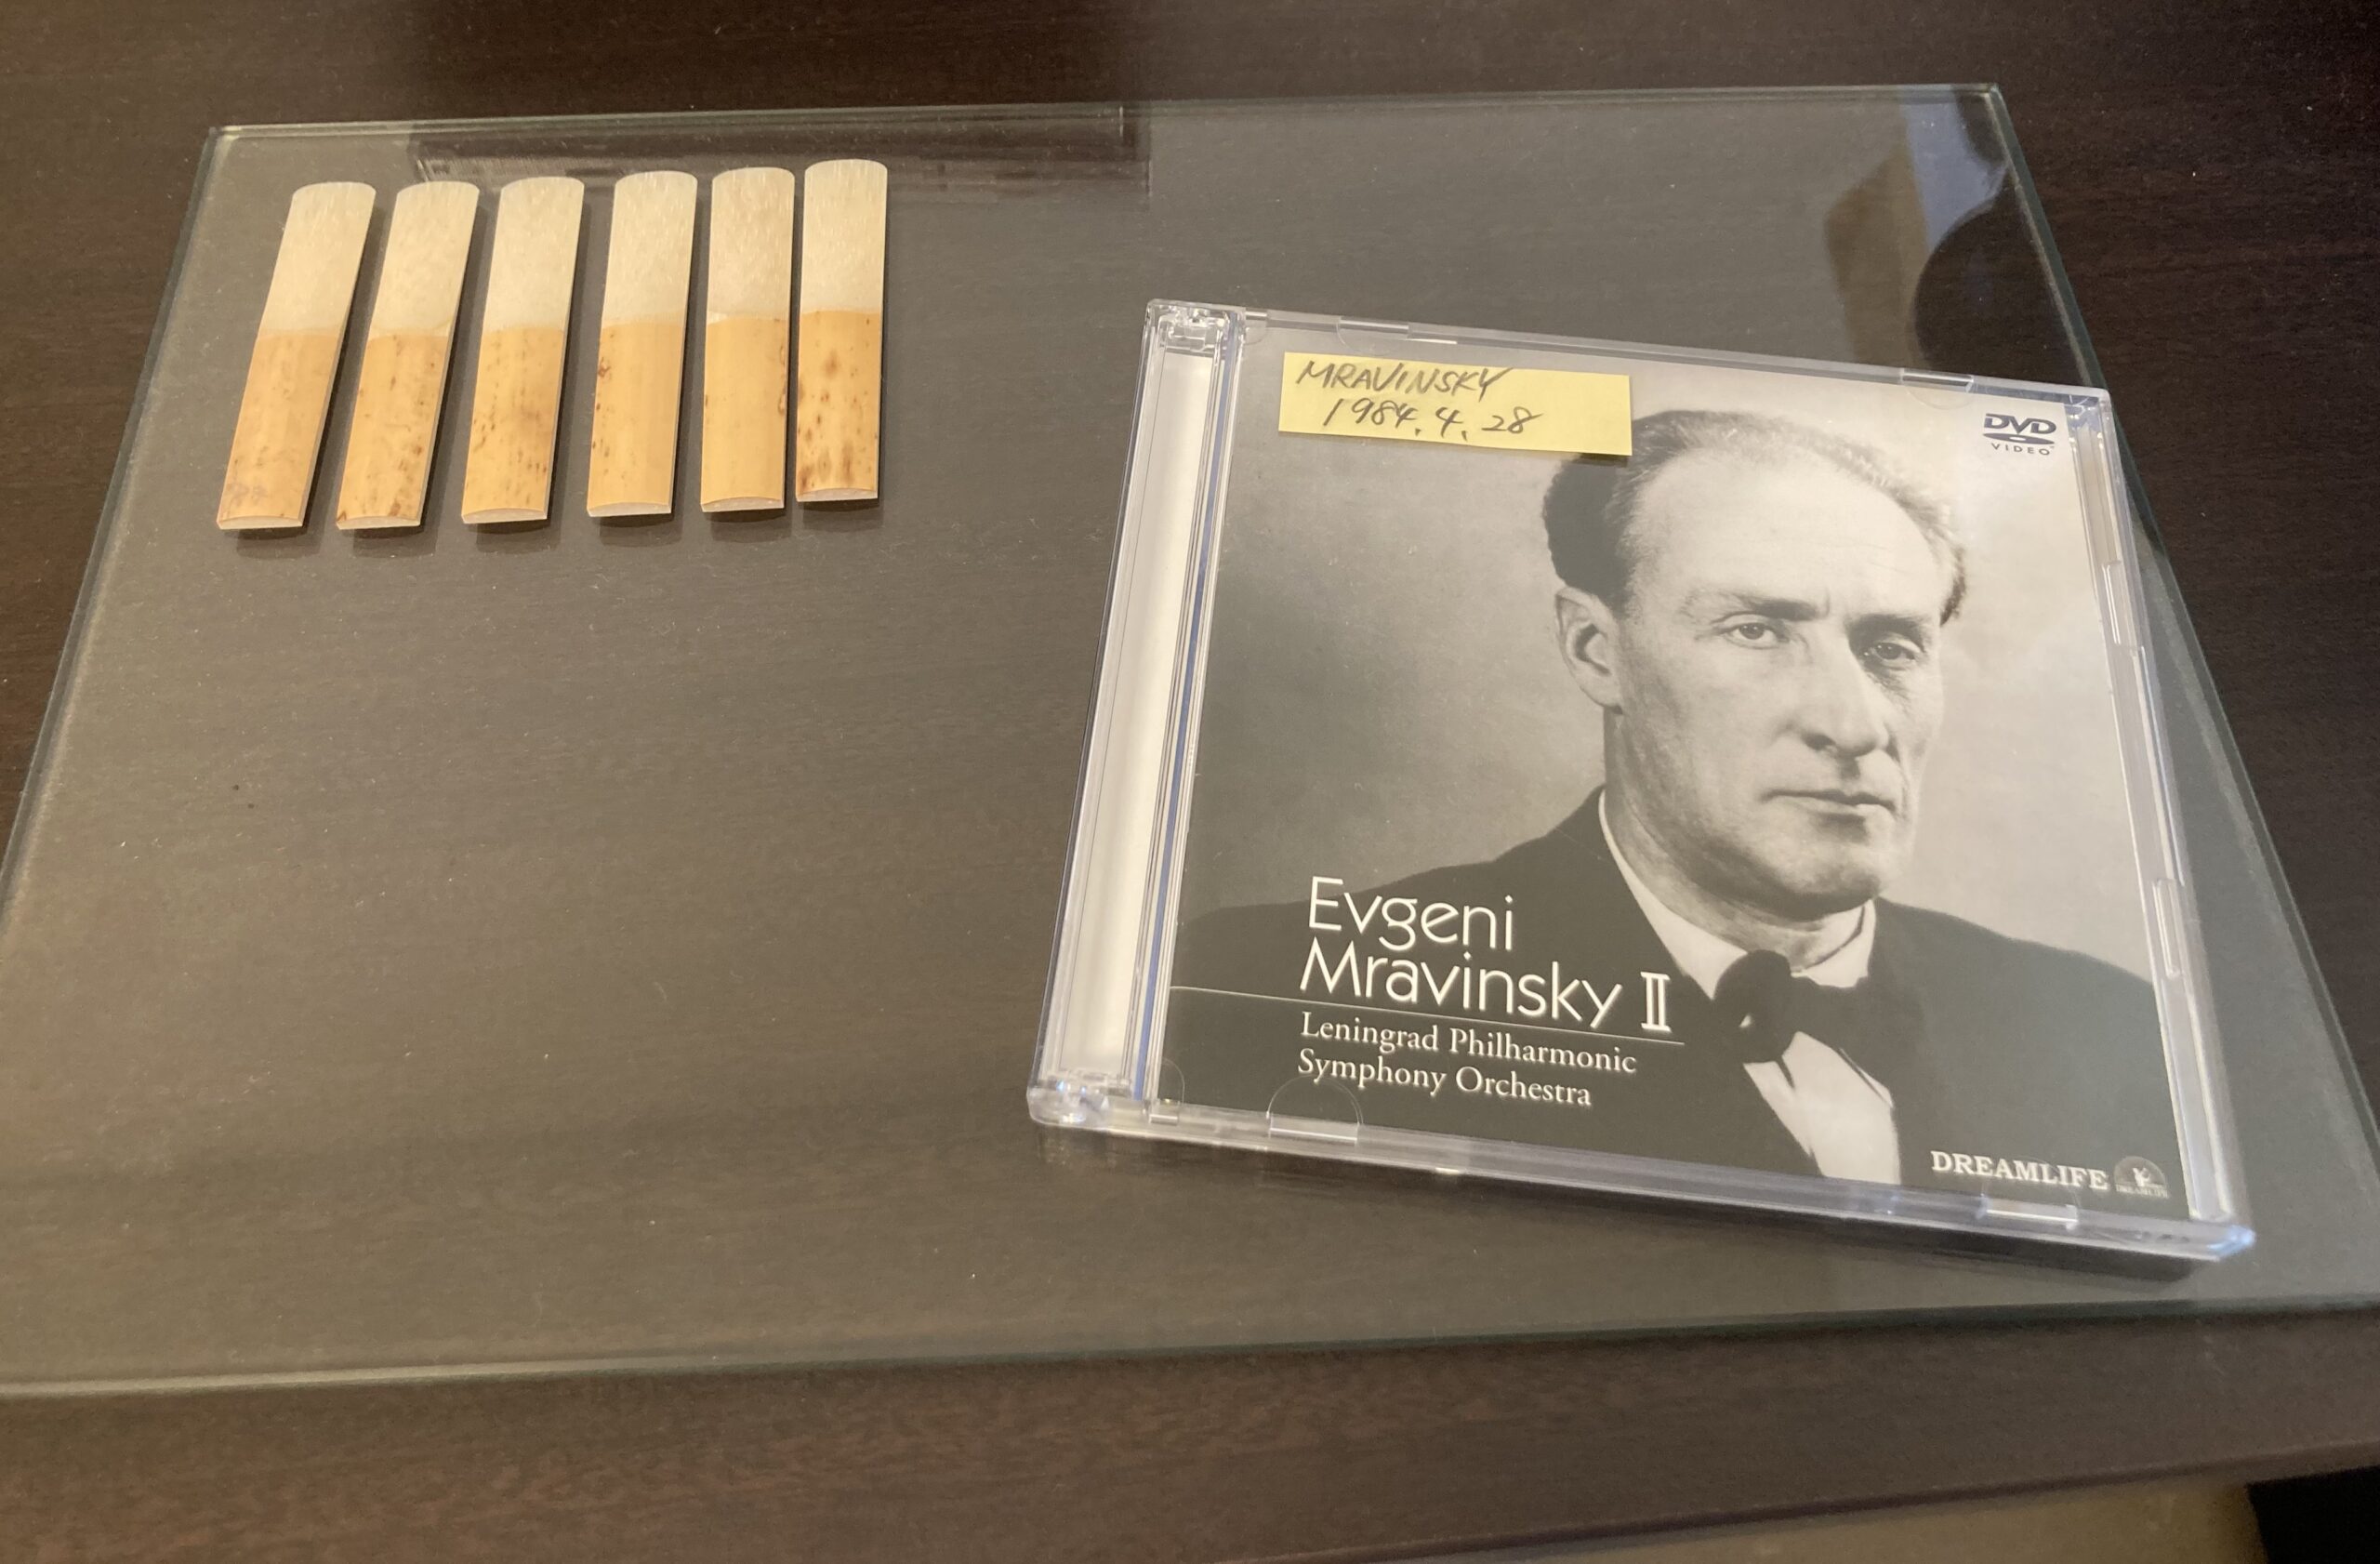 MRAVINSKY
1984.4.28
DVD
VIDEO
Evgeni
Mravinsky II
Leningrad Philharmonic
Symphony Orchestra
DREAMLIFE